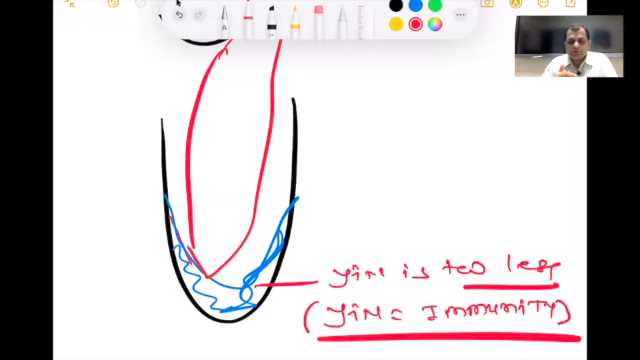 Yin is too less
(Yin = Immunity)